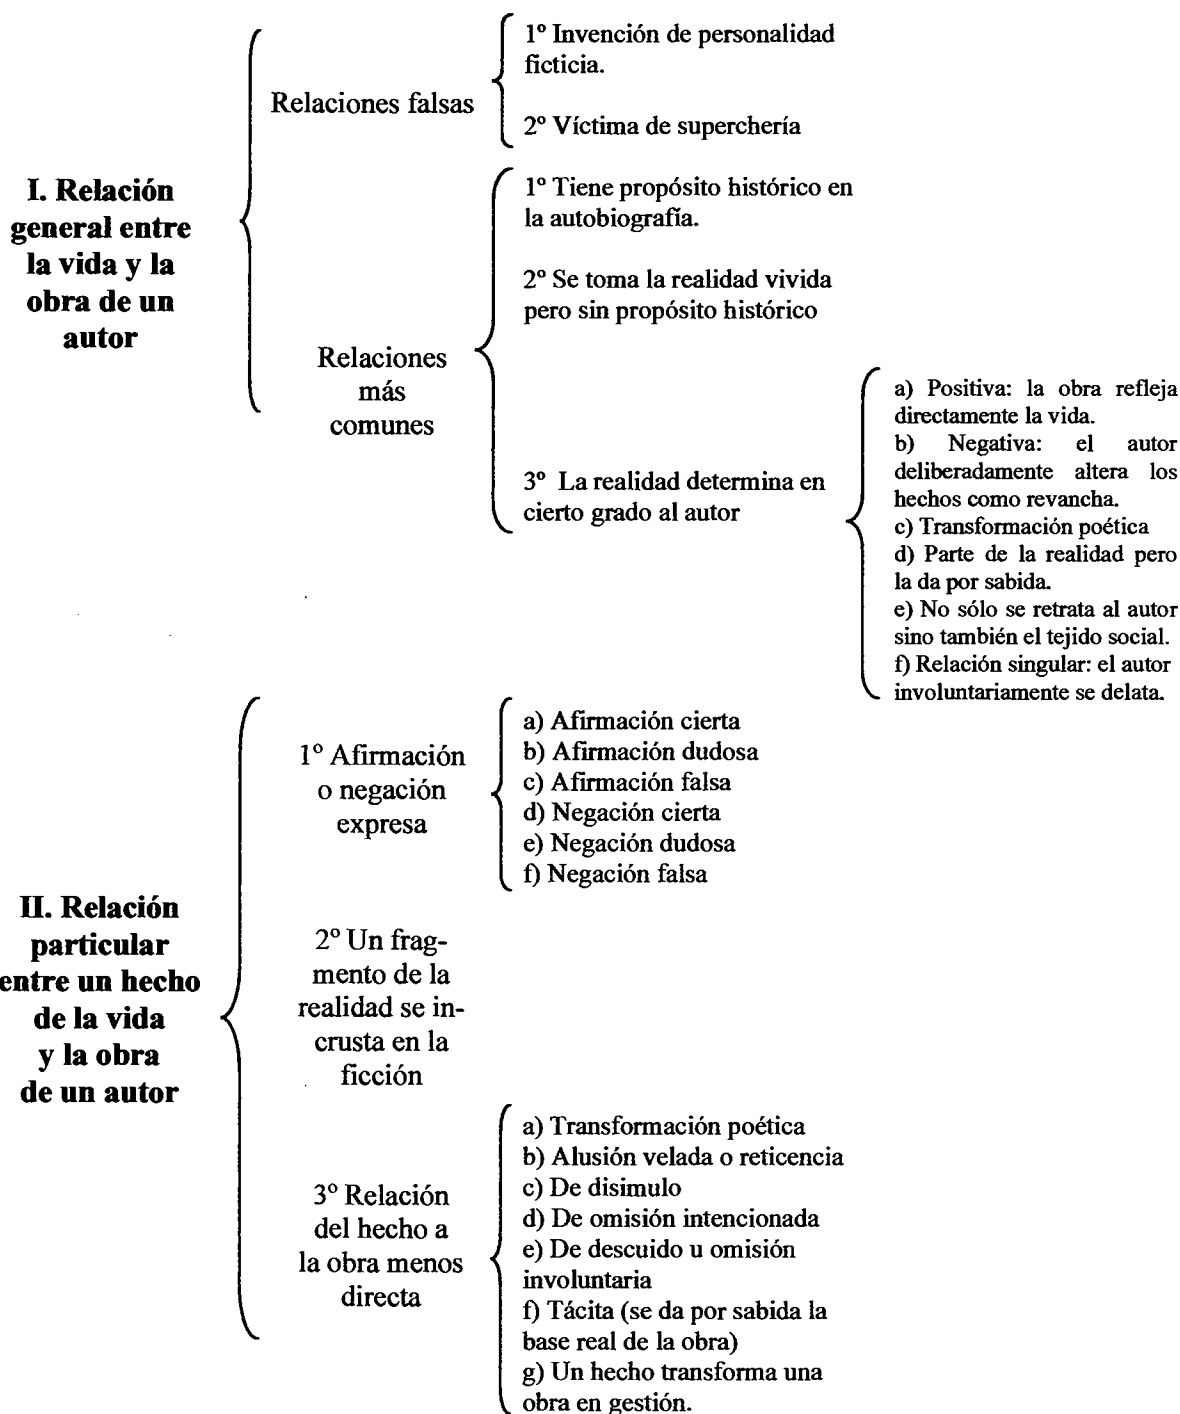 I. Relación
general entre
la vida y la
obra de un
autor
Relaciones falsas
1º Invención de personalidad
ficticia.
2º Víctima de superchería
Relaciones
más
comunes
1º Tiene propósito histórico en
la autobiografía.
2º Se toma la realidad vivida
pero sin propósito histórico
3º La realidad determina en
cierto grado al autor
a) Positiva: la obra refleja
directamente la vida.
b) Negativa: el autor
deliberadamente altera los
hechos como revancha.
c) Transformación poética
d) Parte de la realidad pero
la da por sabida.
e) No sólo se retrata al autor
sino también el tejido social.
f) Relación singular: el autor
involuntariamente se delata.
II. Relación
particular
entre un hecho
de la vida
y la obra
de un autor
1º Afirmación
o negación
expresa
a) Afirmación cierta
b) Afirmación dudosa
c) Afirmación falsa
d) Negación cierta
e) Negación dudosa
f) Negación falsa
2º Un frag-
mento de la
realidad se in-
crusta en la
ficción
3º Relación
del hecho a
la obra menos
directa
a) Transformación poética
b) Alusión velada o reticencia
c) De disimulo
d) De omisión intencionada
e) De descuido u omisión
involuntaria
f) Tácita (se da por sabida la
base real de la obra)
g) Un hecho transforma una
obra en gestión.